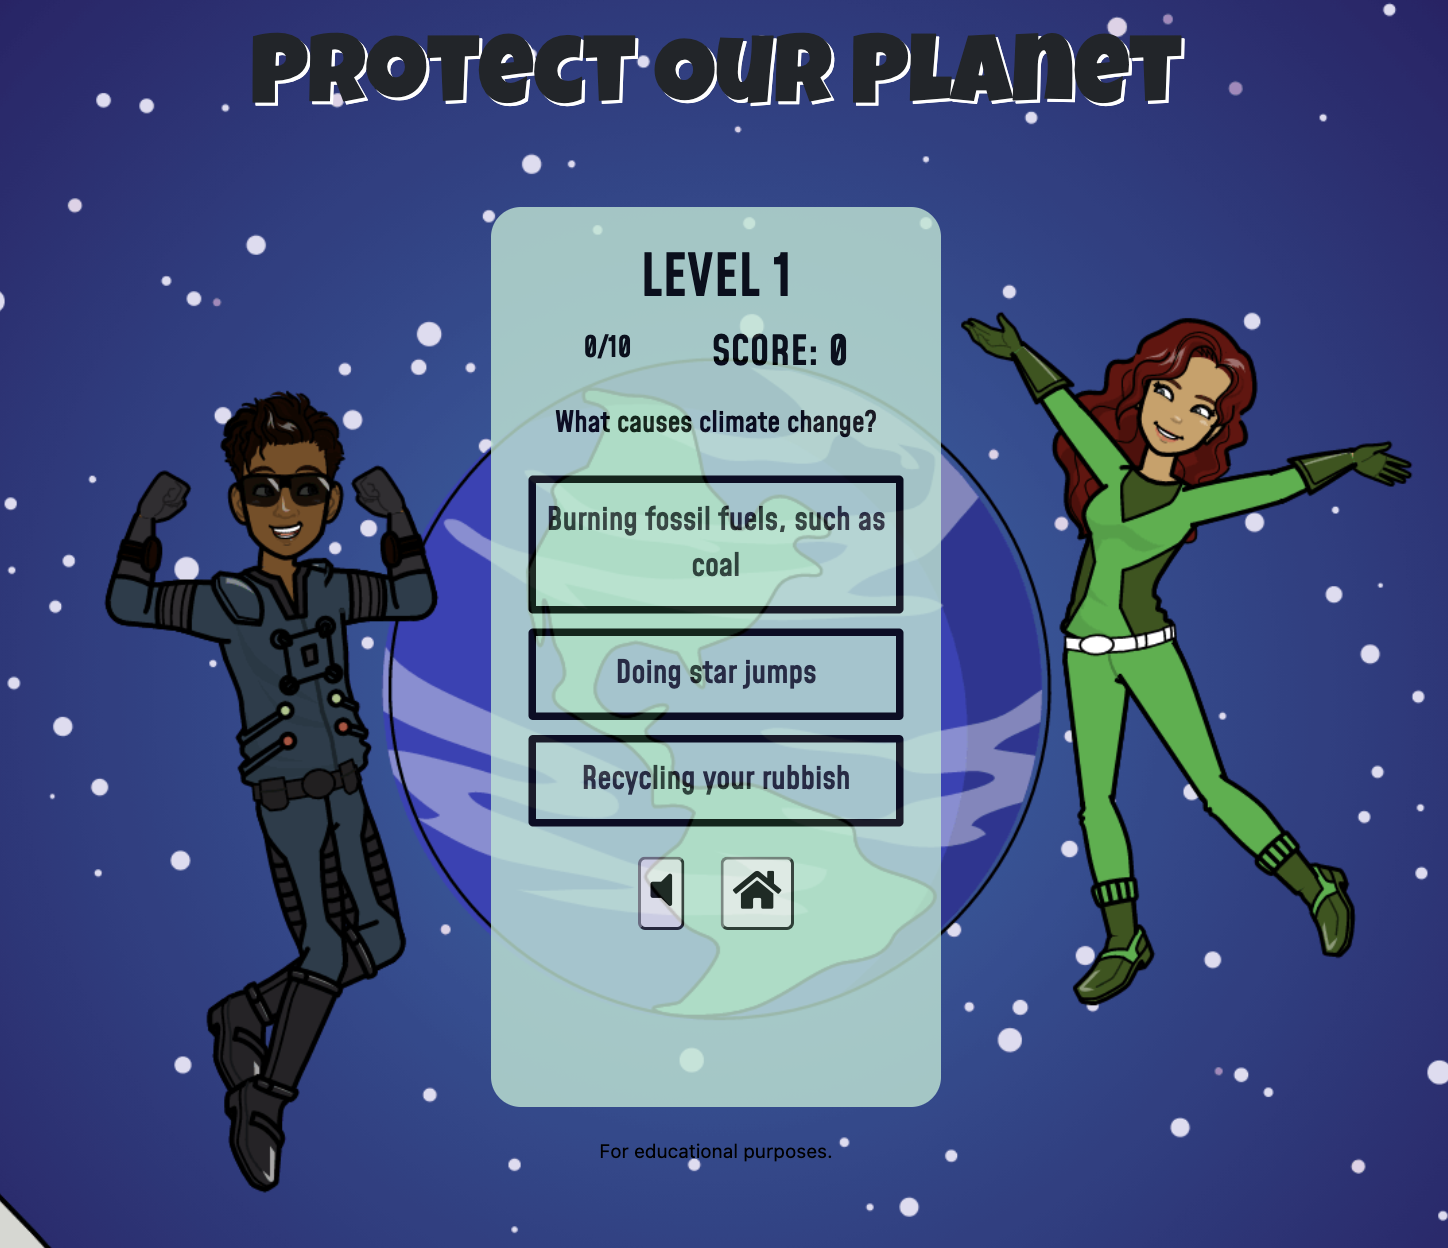 PROTeCT OUR PLANeT
LEVEL 1
0/10 SCORE: 0
What causes climate change?
Burning fossil fuels, such as
coal
Doing star jumps
Recycling your rubbish
For educational purposes.